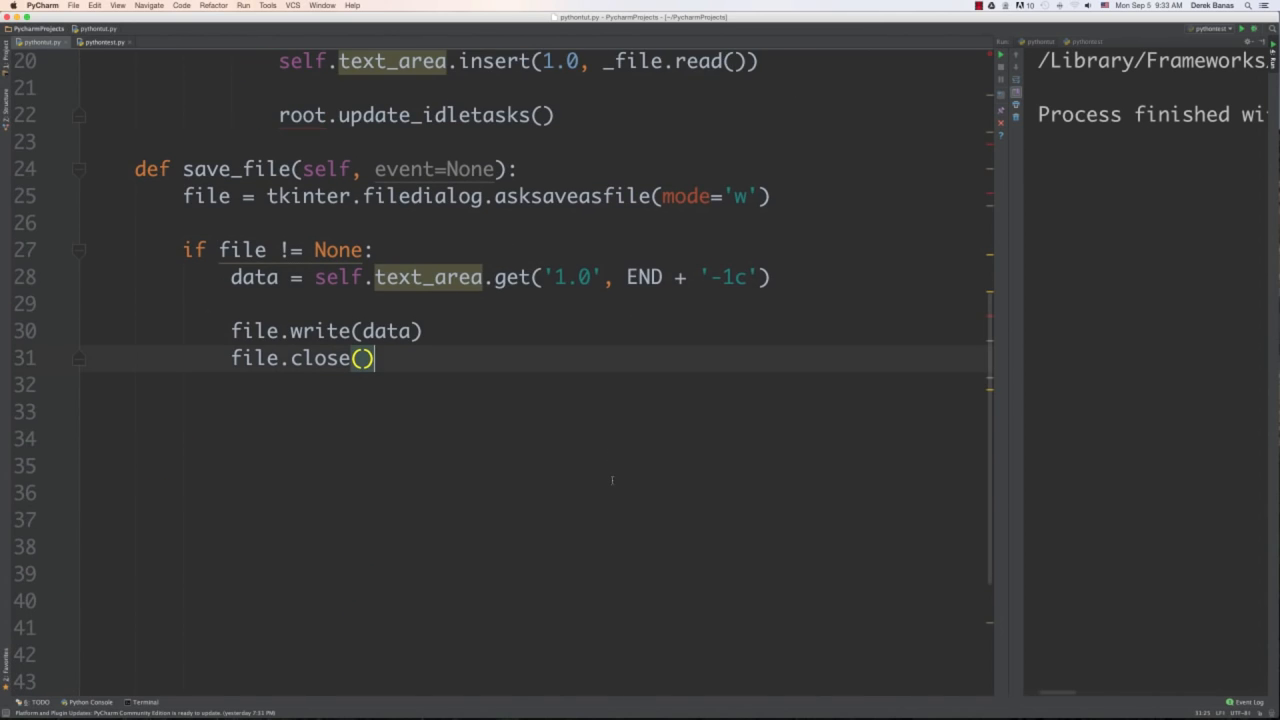 PyCharm File Edit View Navigate Code Refactor Run Tools VCS Window Help
10 Mon Sep 5 9:33 AM Derek Banas
pythontut.py - PycharmProjects - [~/PycharmProjects]
PycharmProjects pythontut.py pythontest
pythontut.py pythontest.py Run: pythontut pythontest
1: Project
Z: Structure
2: Favorites
4: Run
20 self.text_area.insert(1.0, _file.read())
21
22 root.update_idletasks()
23
24 def save_file(self, event=None):
25 file = tkinter.filedialog.asksaveasfile(mode='w')
26
27 if file != None:
28 data = self.text_area.get('1.0', END + '-1c')
30 file.write(data)
31 file.close()
32
33
34
35
36
37
38
39
40
41
42
43
/Library/Frameworks
Process finished wi
6: TODO Python Console Terminal Event Log
Platform and Plugin Updates: PyCharm Community Edition is ready to update. (yesterday 7:51 PM) 31:25 LF: UTF-8: